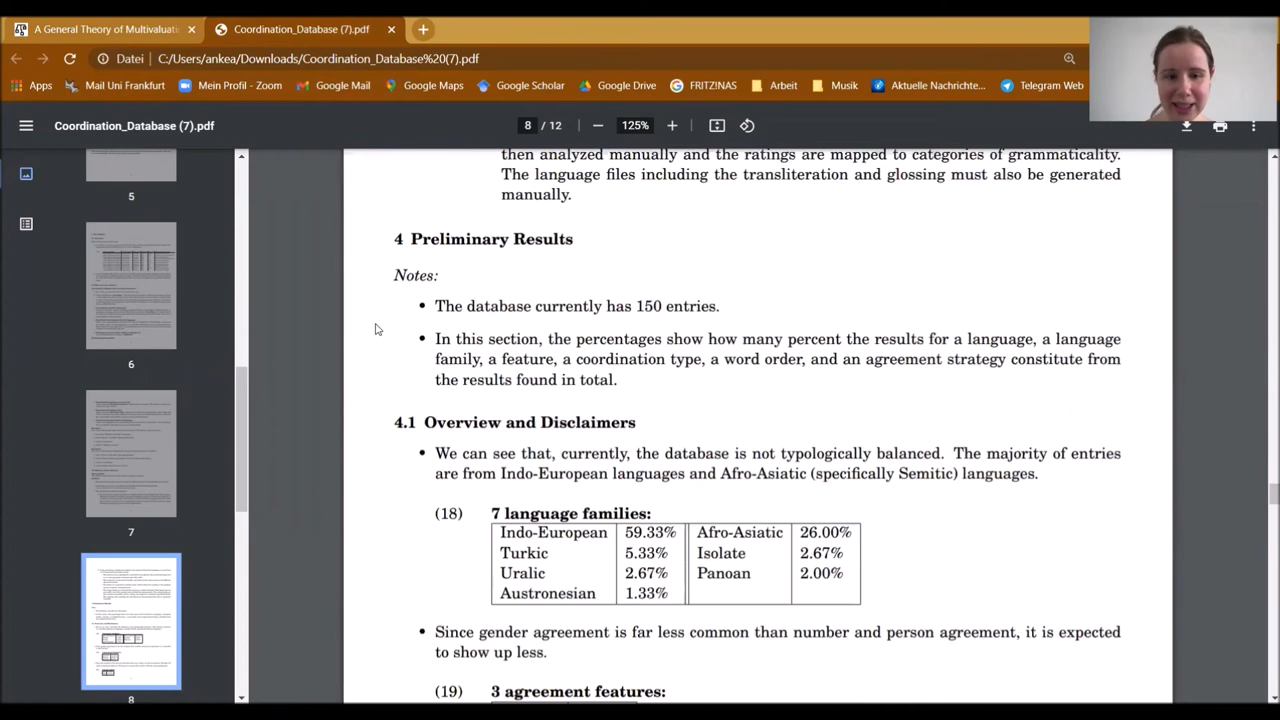 A General Theory of Multivaluati
Coordination_Database (7).pdf
Datei
C:/Users/ankea/Downloads/Coordination_Database%20(7).pdf
Apps
Mail Uni Frankfurt
Mein Profil - Zoom
Google Mail
Google Maps
Google Scholar
Google Drive
FRITZ!NAS
Arbeit
Musik
Aktuelle Nachrichte...
Telegram Web
Coordination_Database (7).pdf
8 / 12
125%
5
6
7
8
then analyzed manually and the ratings are mapped to categories of grammaticality.
The language files including the transliteration and glossing must also be generated
manually.
4 Preliminary Results
Notes:
• The database currently has 150 entries.
• In this section, the percentages show how many percent the results for a language, a language
family, a feature, a coordination type, a word order, and an agreement strategy constitute from
the results found in total.
4.1 Overview and Disclaimers
• We can see that, currently, the database is not typologically balanced. The majority of entries
are from Indo-European languages and Afro-Asiatic (specifically Semitic) languages.
(18) 7 language families:
Indo-European 59.33% Afro-Asiatic 26.00%
Turkic 5.33% Isolate 2.67%
Uralic 2.67% Panoan 2.00%
Austronesian 1.33%
• Since gender agreement is far less common than number and person agreement, it is expected
to show up less.
(19) 3 agreement features: